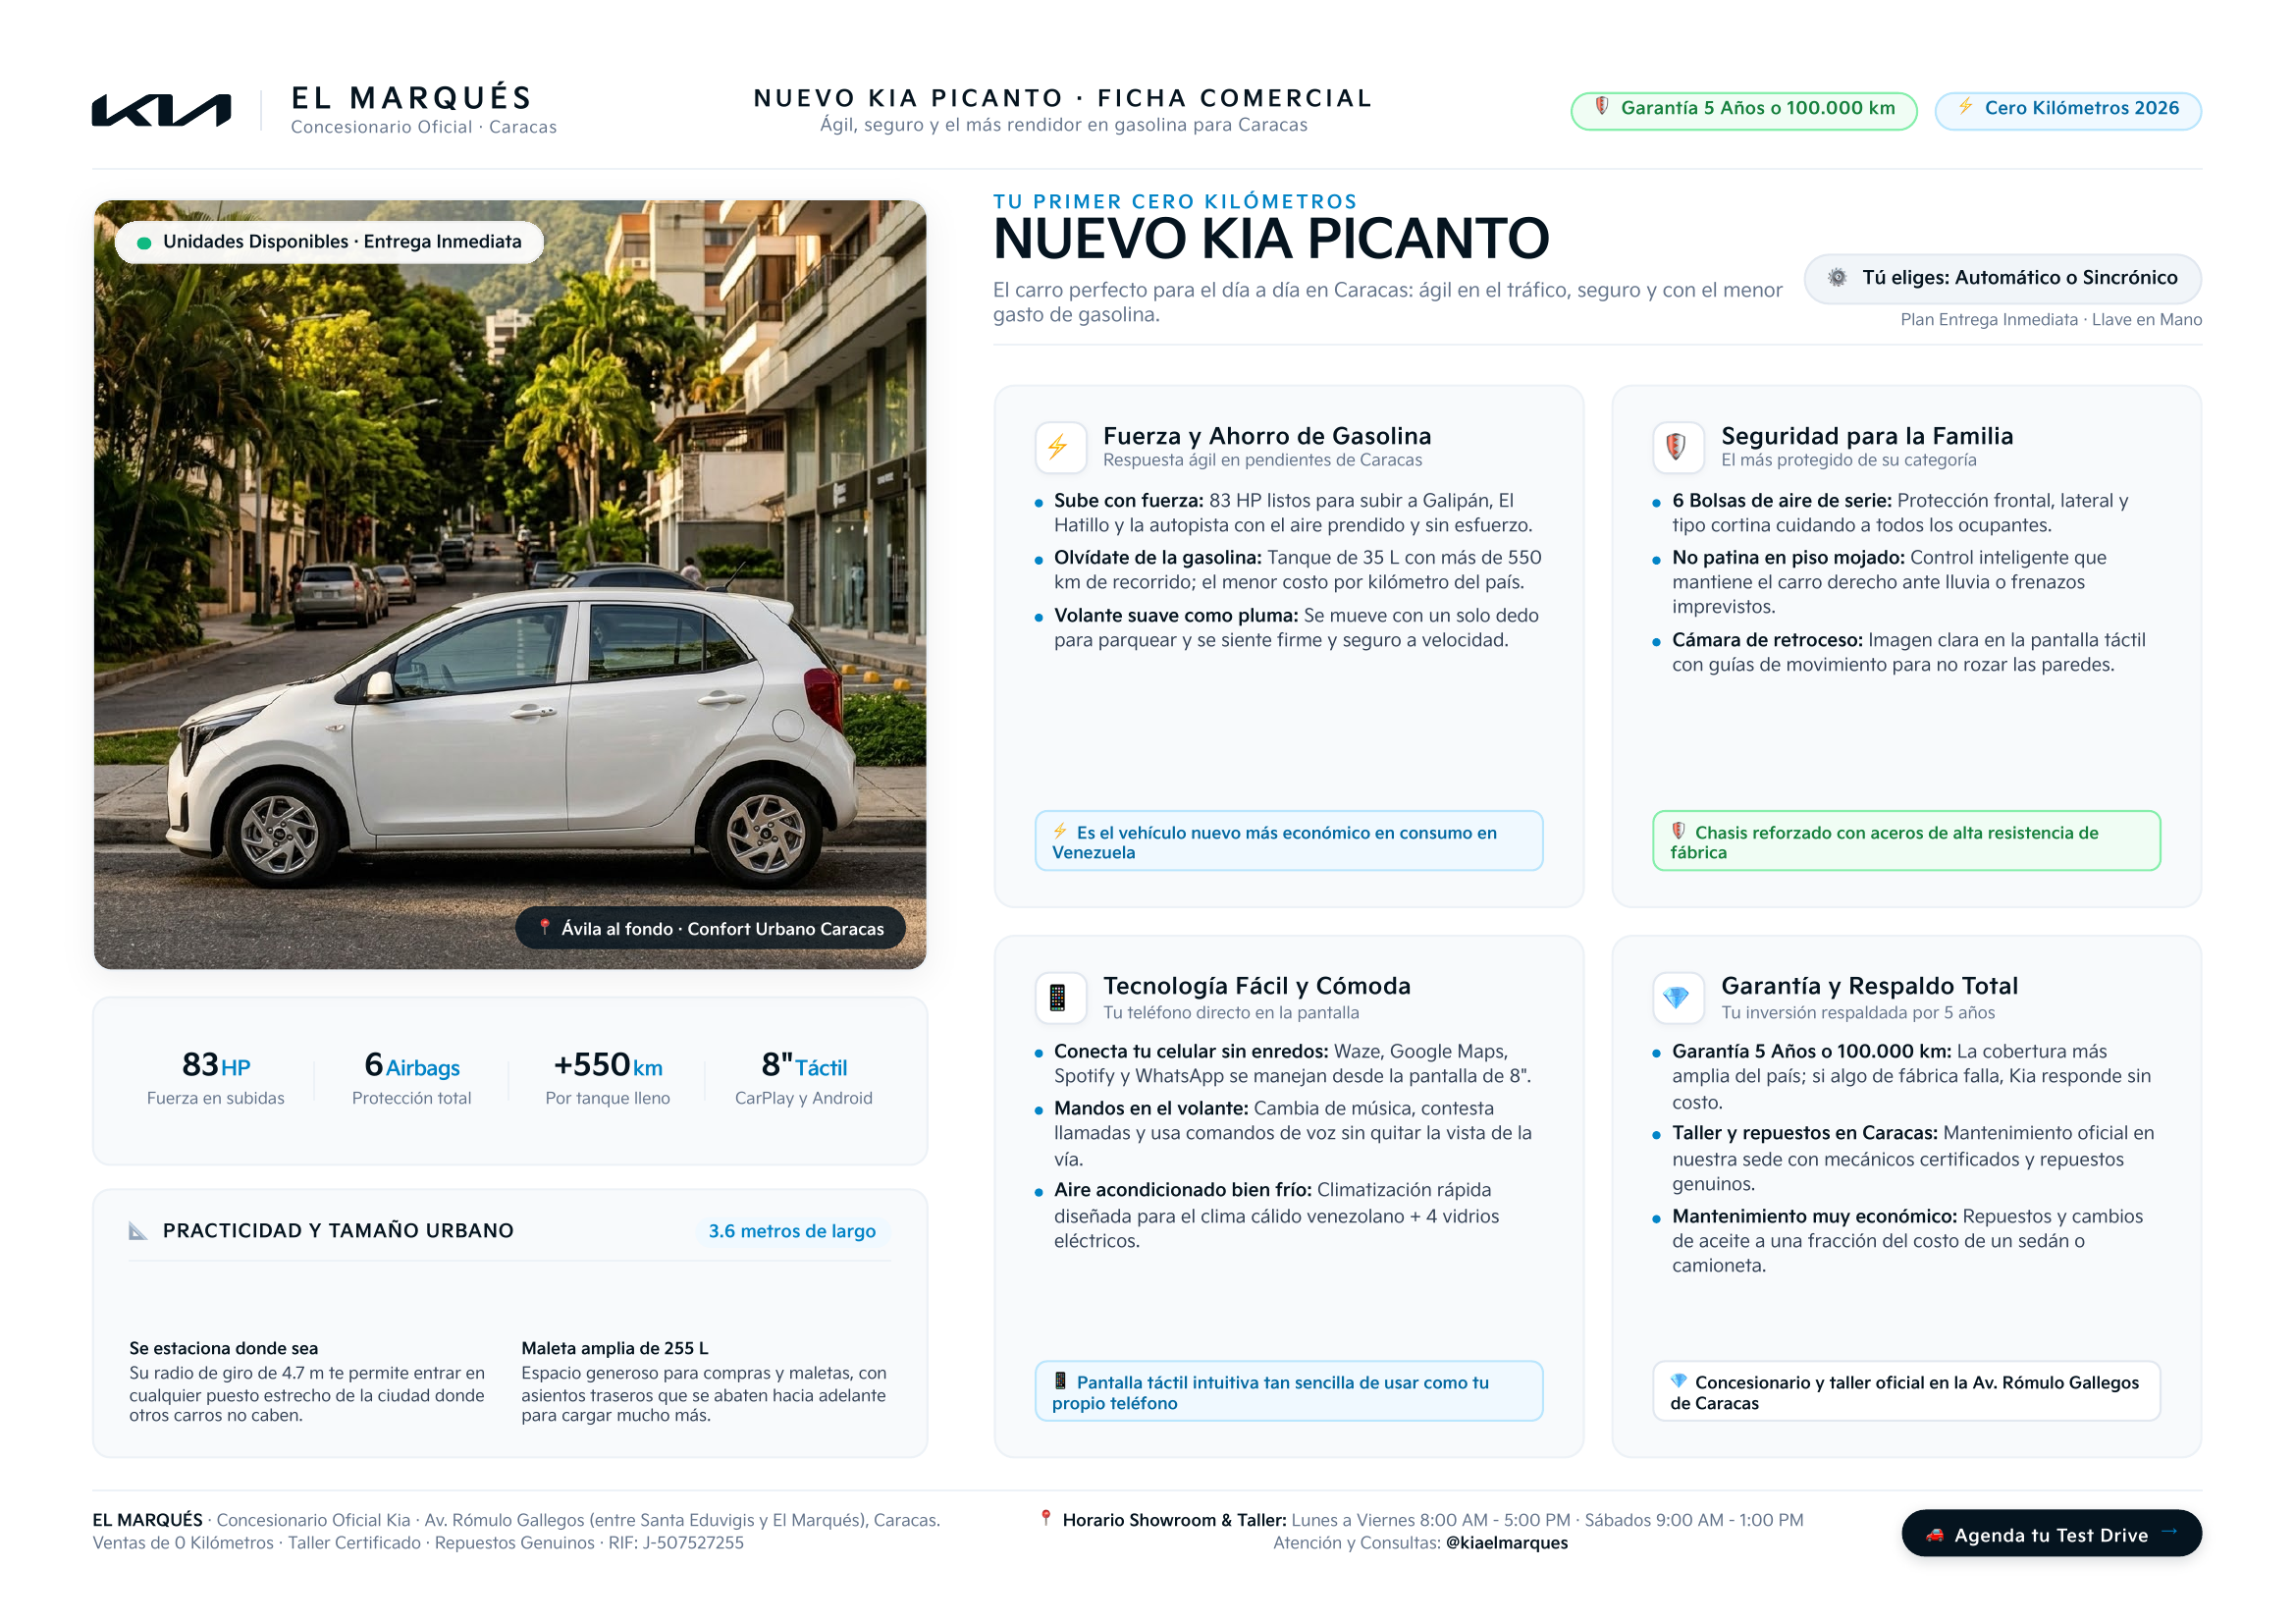 KIA
EL MARQUÉS
Concesionario Oficial · Caracas
NUEVO KIA PICANTO · FICHA COMERCIAL
Ágil, seguro y el más rendidor en gasolina para Caracas
Garantía 5 Años o 100.000 km
Cero Kilómetros 2026
Unidades Disponibles · Entrega Inmediata
Ávila al fondo · Confort Urbano Caracas
83 HP
Fuerza en subidas
6 Airbags
Protección total
+550 km
Por tanque lleno
8" Táctil
CarPlay y Android
PRACTICIDAD Y TAMAÑO URBANO
3.6 metros de largo
Se estaciona donde sea
Su radio de giro de 4.7 m te permite entrar en
cualquier puesto estrecho de la ciudad donde
otros carros no caben.
Maleta amplia de 255 L
Espacio generoso para compras y maletas, con
asientos traseros que se abaten hacia adelante
para cargar mucho más.
TU PRIMER CERO KILÓMETROS
NUEVO KIA PICANTO
El carro perfecto para el día a día en Caracas: ágil en el tráfico, seguro y con el menor
gasto de gasolina.
Tú eliges: Automático o Sincrónico
Plan Entrega Inmediata · Llave en Mano
Fuerza y Ahorro de Gasolina
Respuesta ágil en pendientes de Caracas
Sube con fuerza: 83 HP listos para subir a Galipán, El
Hatillo y la autopista con el aire prendido y sin esfuerzo.
Olvídate de la gasolina: Tanque de 35 L con más de 550
km de recorrido; el menor costo por kilómetro del país.
Volante suave como pluma: Se mueve con un solo dedo
para parquear y se siente firme y seguro a velocidad.
Es el vehículo nuevo más económico en consumo en
Venezuela
Seguridad para la Familia
El más protegido de su categoría
6 Bolsas de aire de serie: Protección frontal, lateral y
tipo cortina cuidando a todos los ocupantes.
No patina en piso mojado: Control inteligente que
mantiene el carro derecho ante lluvia o frenazos
imprevistos.
Cámara de retroceso: Imagen clara en la pantalla táctil
con guías de movimiento para no rozar las paredes.
Chasis reforzado con aceros de alta resistencia de
fábrica
Tecnología Fácil y Cómoda
Tu teléfono directo en la pantalla
Conecta tu celular sin enredos: Waze, Google Maps,
Spotify y WhatsApp se manejan desde la pantalla de 8".
Mandos en el volante: Cambia de música, contesta
llamadas y usa comandos de voz sin quitar la vista de la
vía.
Aire acondicionado bien frío: Climatización rápida
diseñada para el clima cálido venezolano + 4 vidrios
eléctricos.
Pantalla táctil intuitiva tan sencilla de usar como tu
propio teléfono
Garantía y Respaldo Total
Tu inversión respaldada por 5 años
Garantía 5 Años o 100.000 km: La cobertura más
amplia del país; si algo de fábrica falla, Kia responde sin
costo.
Taller y repuestos en Caracas: Mantenimiento oficial en
nuestra sede con mecánicos certificados y repuestos
genuinos.
Mantenimiento muy económico: Repuestos y cambios
de aceite a una fracción del costo de un sedán o
camioneta.
Concesionario y taller oficial en la Av. Rómulo Gallegos
de Caracas
EL MARQUÉS · Concesionario Oficial Kia · Av. Rómulo Gallegos (entre Santa Eduvigis y El Marqués), Caracas.
Ventas de 0 Kilómetros · Taller Certificado · Repuestos Genuinos · RIF: J-507527255
Horario Showroom & Taller: Lunes a Viernes 8:00 AM - 5:00 PM · Sábados 9:00 AM - 1:00 PM
Atención y Consultas: @kiaelmarques
Agenda tu Test Drive →